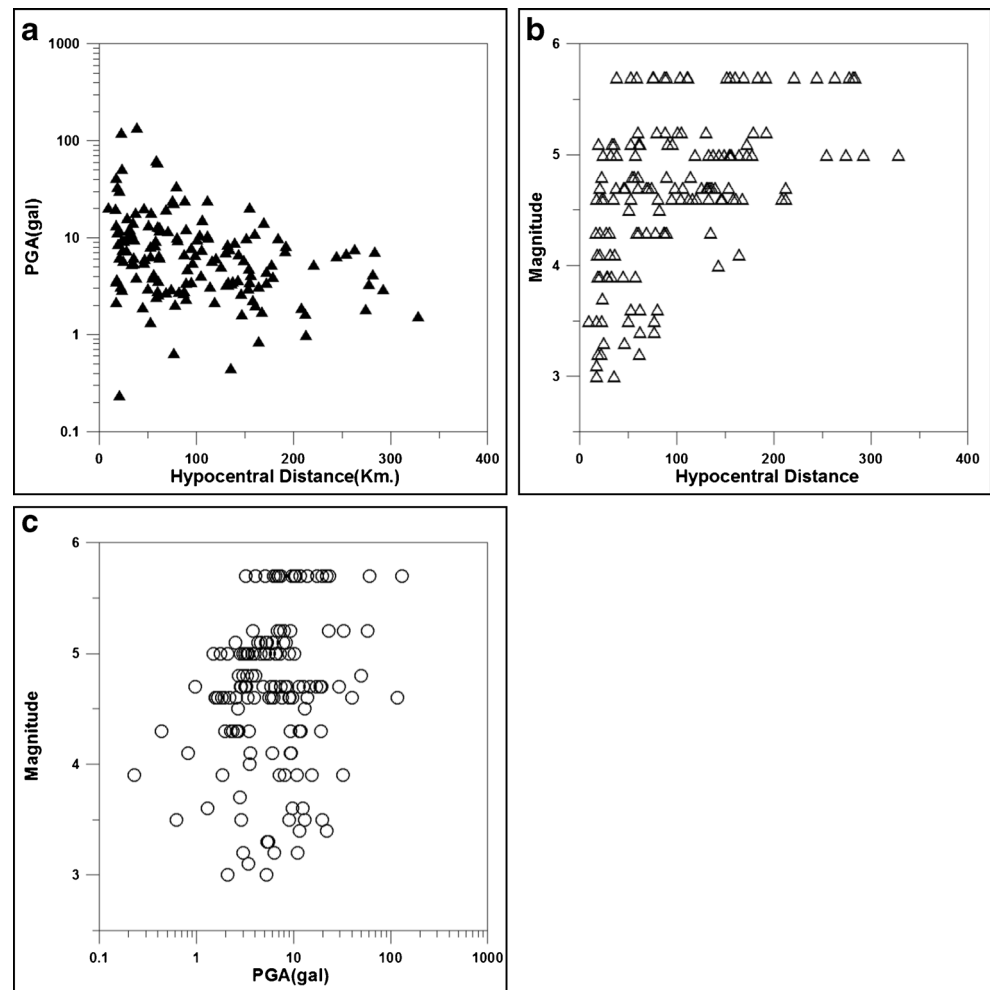 a
1000
100
10
1
0.1
PGA(gal)
0 100 200 300 400
Hypocentral Distance(Km.)
b
6
5
4
3
Magnitude
0 100 200 300 400
Hypocentral Distance
c
6
5
4
3
Magnitude
0.1 1 10 100 1000
PGA(gal)